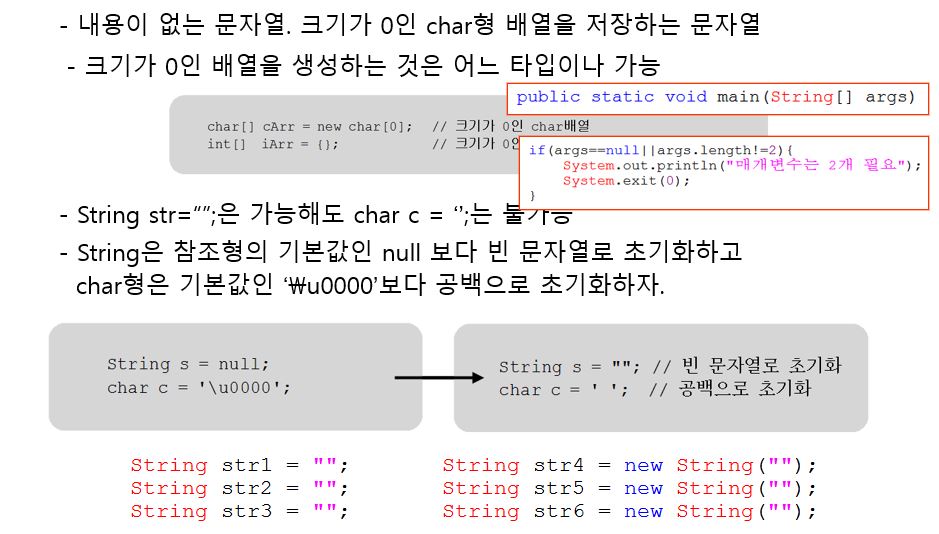 - 내용이 없는 문자열. 크기가 0인 char형 배열을 저장하는 문자열
- 크기가 0인 배열을 생성하는 것은 어느 타입이나 가능
public static void main(String[] args)
char[] cArr = new char[0];   // 크기가 0인 char배열
int[]  iArr = {};            // 크기가 0인
if(args==null||args.length!=2){
System.out.println("매개변수는 2개 필요");
System.exit(0);
}
- String str="";은 가능해도 char c = '';는 불가능
- String은 참조형의 기본값인 null 보다 빈 문자열로 초기화하고
char형은 기본값인 ‘₩u0000’보다 공백으로 초기화하자.
String s = null;
char c = '\u0000';
String s = ""; // 빈 문자열로 초기화
char c = ' ';  // 공백으로 초기화
String str1 = "";
String str2 = "";
String str3 = "";
String str4 = new String("");
String str5 = new String("");
String str6 = new String("");